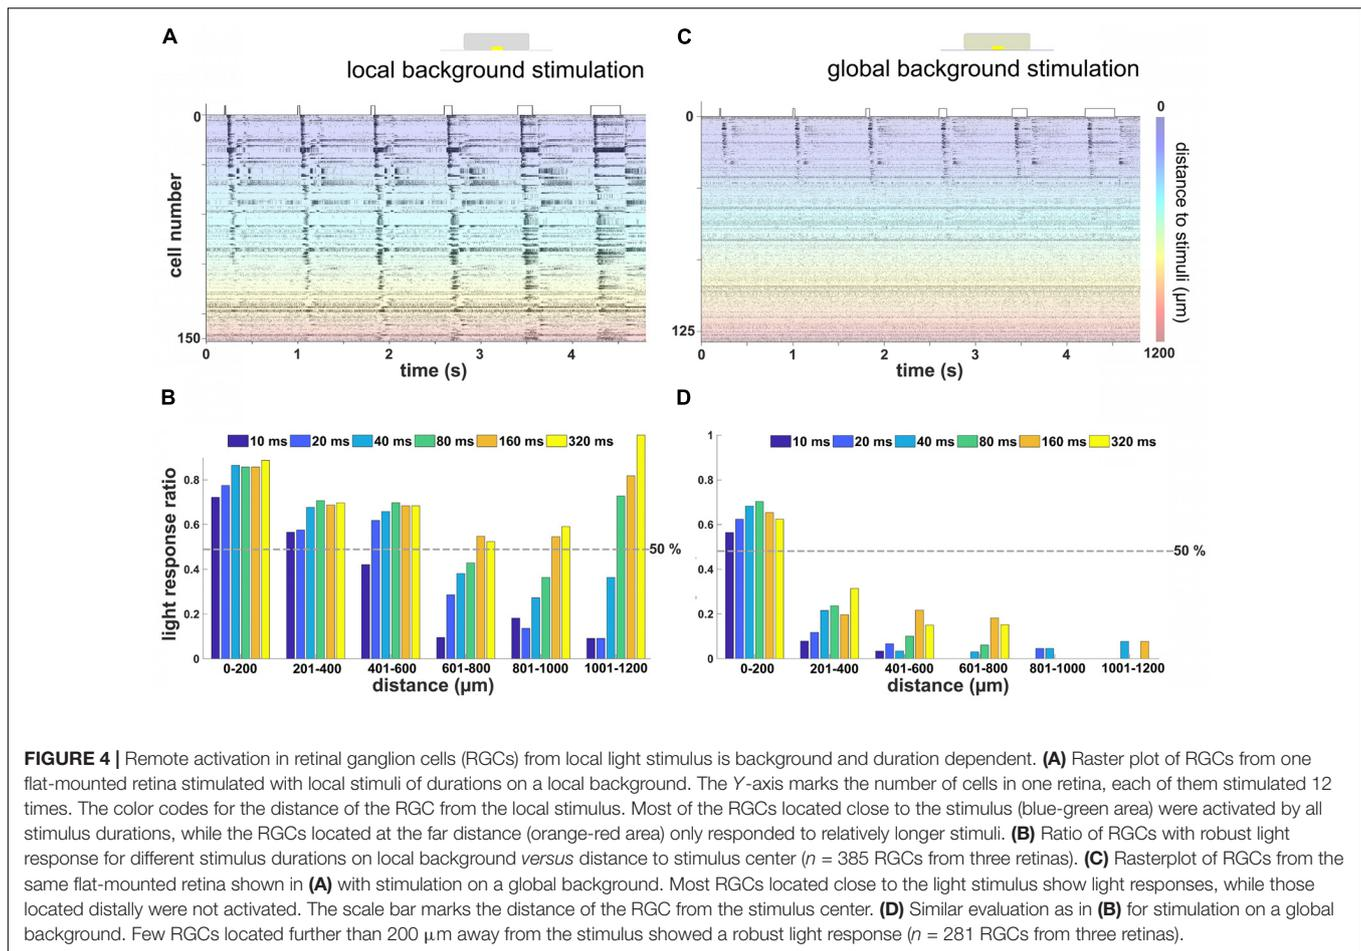 A
local background stimulation
0
cell number
150
0 1 2 3 4
time (s)
C
global background stimulation
0
125
0 1 2 3 4
time (s)
0
distance to stimuli (µm)
1200
B
10 ms 20 ms 40 ms 80 ms 160 ms 320 ms
light response ratio
0.8
0.6
0.4
0.2
0
50 %
0-200 201-400 401-600 601-800 801-1000 1001-1200
distance (µm)
D
10 ms 20 ms 40 ms 80 ms 160 ms 320 ms
1
0.8
0.6
0.4
0.2
0
50 %
0-200 201-400 401-600 601-800 801-1000 1001-1200
distance (µm)
FIGURE 4 | Remote activation in retinal ganglion cells (RGCs) from local light stimulus is background and duration dependent. (A) Raster plot of RGCs from one
flat-mounted retina stimulated with local stimuli of durations on a local background. The Y-axis marks the number of cells in one retina, each of them stimulated 12
times. The color codes for the distance of the RGC from the local stimulus. Most of the RGCs located close to the stimulus (blue-green area) were activated by all
stimulus durations, while the RGCs located at the far distance (orange-red area) only responded to relatively longer stimuli. (B) Ratio of RGCs with robust light
response for different stimulus durations on local background versus distance to stimulus center (n = 385 RGCs from three retinas). (C) Rasterplot of RGCs from the
same flat-mounted retina shown in (A) with stimulation on a global background. Most RGCs located close to the light stimulus show light responses, while those
located distally were not activated. The scale bar marks the distance of the RGC from the stimulus center. (D) Similar evaluation as in (B) for stimulation on a global
background. Few RGCs located further than 200 µm away from the stimulus showed a robust light response (n = 281 RGCs from three retinas).